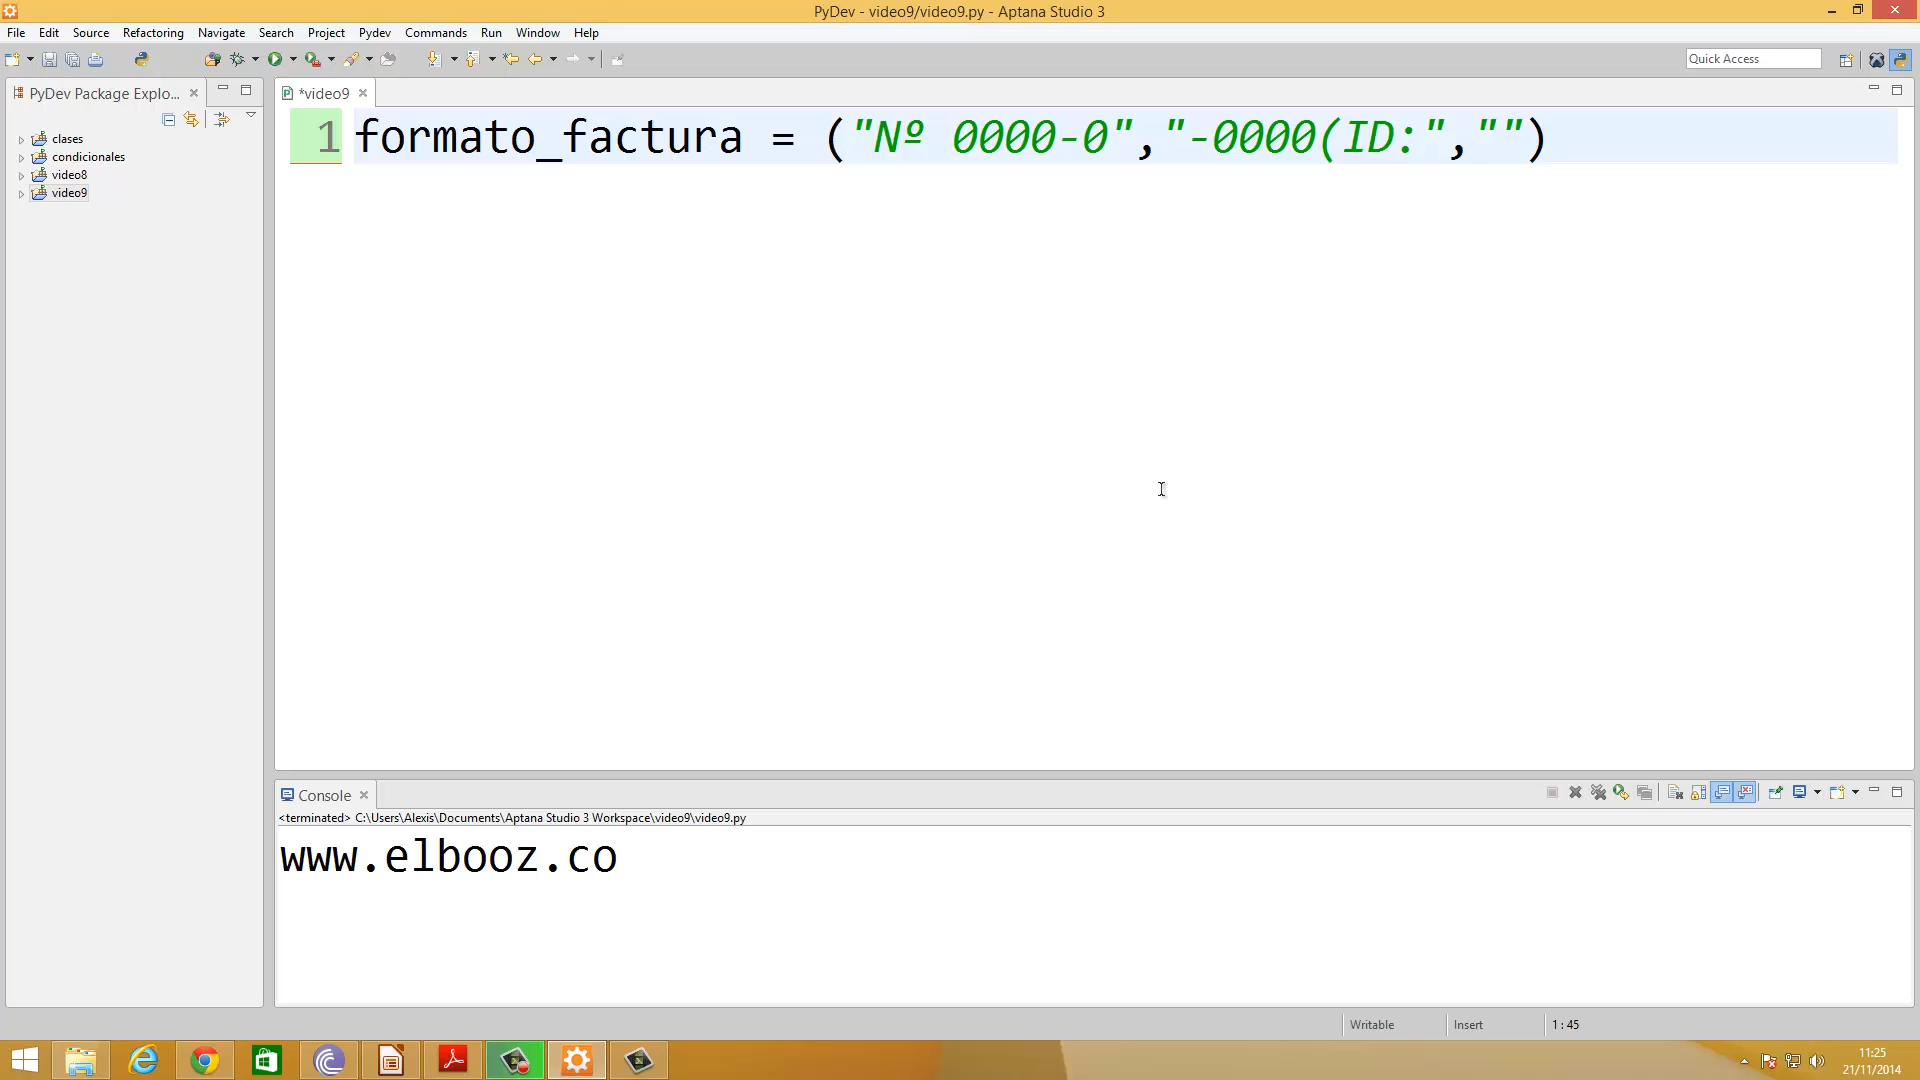 PyDev - video9/video9.py - Aptana Studio 3
File Edit Source Refactoring Navigate Search Project Pydev Commands Run Window Help
Quick Access
PyDev Package Explo...
*video9
clases
condicionales
video8
video9
1 formato_factura = ("Nº 0000-0","-0000(ID:","")
Console
<terminated> C:\Users\Alexis\Documents\Aptana Studio 3 Workspace\video9\video9.py
www.elbooz.co
Writable Insert 1 : 45
11:25
21/11/2014